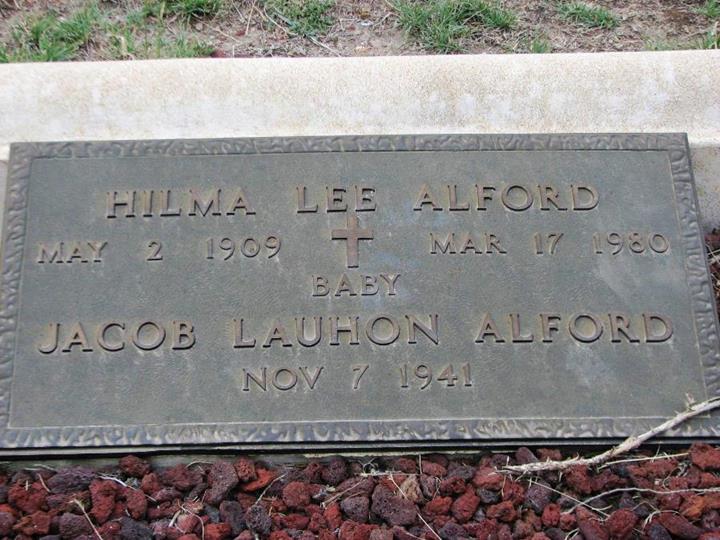 HILMA LEE ALFORD
MAY 2 1909 MAR 17 1980
BABY
JACOB LAUHON ALFORD
NOV 7 1941